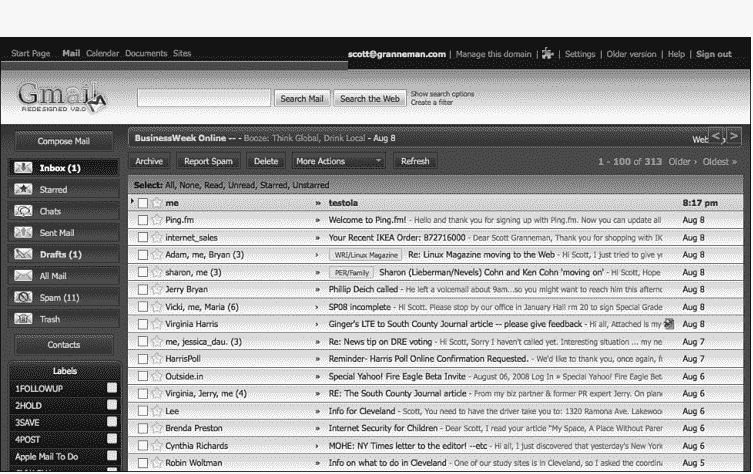 Start Page Mail Calendar Documents Sites
scott@granneman.com | Manage this domain | Settings | Older version | Help | Sign out
Gmail
REDESIGNED V2.0
Search Mail Search the Web
Show search options
Create a filter
Compose Mail
BusinessWeek Online -- - Booze: Think Global, Drink Local - Aug 8
Web < >
Archive Report Spam Delete More Actions Refresh
1 - 100 of 313 Older › Oldest »
Inbox (1)
Starred
Chats
Sent Mail
Drafts (1)
All Mail
Spam (11)
Trash
Contacts
Labels
1FOLLOWUP
2HOLD
3SAVE
4POST
Apple Mail To Do
Select: All, None, Read, Unread, Starred, Unstarred
me » testola 8:17 pm
Ping.fm › Welcome to Ping.fm! - Hello and thank you for signing up with Ping.fm. Now you can update all Aug 8
internet_sales » Your Recent IKEA Order: 872716000 - Dear Scott Granneman, Thank you for shopping with IK Aug 8
Adam, me, Bryan (3) › WRI/Linux Magazine Re: Linux Magazine moving to the Web - Hi Scott, I just tried to give yo Aug 8
sharon, me (3) » PER/Family Sharon (Lieberman/Nevels) Cohn and Ken Cohn 'moving on' - Hi Scott, Hope Aug 8
Jerry Bryan » Phillip Deich called - He left a voicemail about 9am...so you might want to reach him this afterno Aug 8
Vicki, me, Maria (6) › SP08 incomplete - Hi Scott. Please stop by our office in January Hall rm 20 to sign Special Grade Aug 8
Virginia Harris › Ginger's LTE to South County Journal article -- please give feedback - Hi all, Attached is my Aug 8
me, jessica_dau. (3) » Re: News tip on DRE voting - Hi Scott, Sorry I haven't called yet. Interesting situation ... my ne Aug 7
HarrisPoll » Reminder- Harris Poll Online Confirmation Requested. - We'd like to thank you, once again, f Aug 7
Outside.in » Special Yahoo! Fire Eagle Beta Invite - August 06, 2008 Log In » Special Yahoo! Fire Eagle Bet Aug 6
Virginia, Jerry, me (4) » RE: The South County Journal article - From my biz partner & former PR expert Jerry. On plan Aug 6
Lee » Info for Cleveland - Scott, You need to have the driver take you to: 1320 Ramona Ave. Lakewoo Aug 6
Brenda Preston » Internet Security for Children - Dear Scott, I read your article "My Space, A Place Without Parer Aug 6
Cynthia Richards › MOHE: NY Times letter to the editor! --etc - Hi all, I just discovered that yesterday's New York Aug 6
Robin Woltman » Info on what to do in Cleveland - One of our study sites is in Cleveland, so I asked the coordin Aug 5